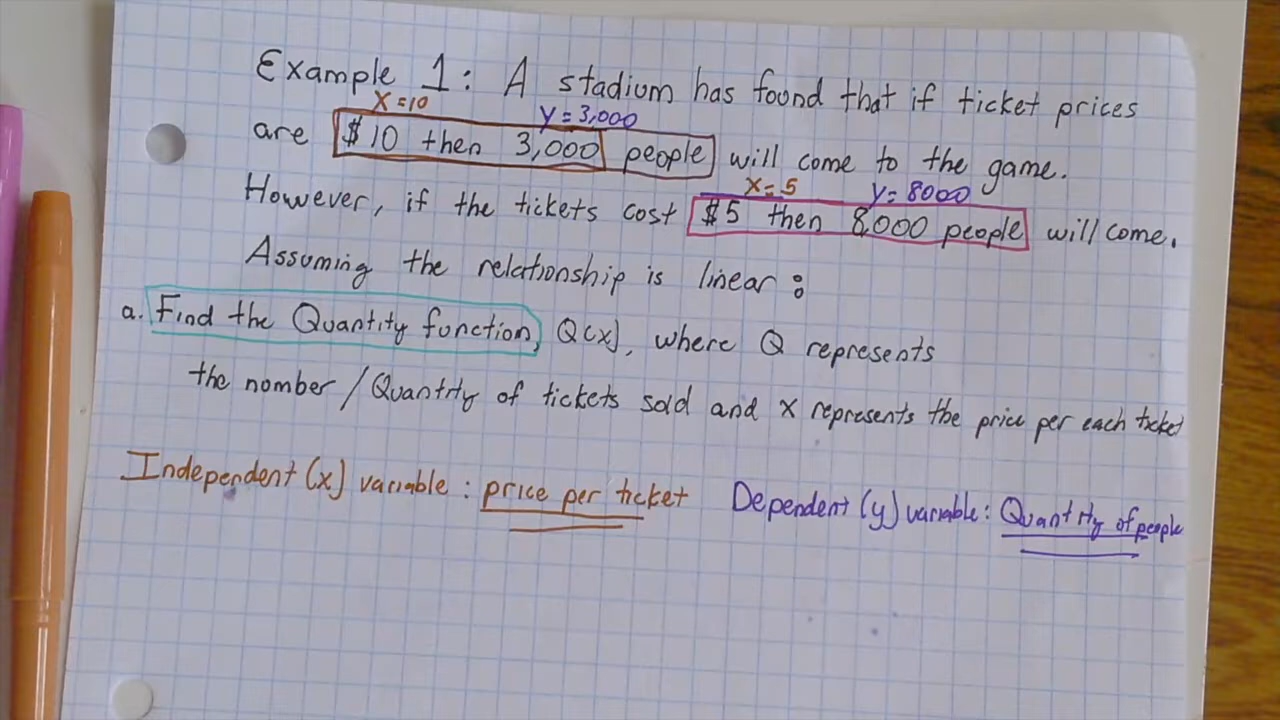 Example 1: A stadium has found that if ticket prices
x=10
y=3,000
are $10 then 3,000 people will come to the game.
x=5
y=8000
However, if the tickets cost $5 then 8,000 people will come.
Assuming the relationship is linear:
a. Find the Quantity function, Q(x), where Q represents
the nomber/Quantity of tickets sold and x represents the price per each ticket
Independent (x) variable: price per ticket
Dependent (y) variable: Quantity of people